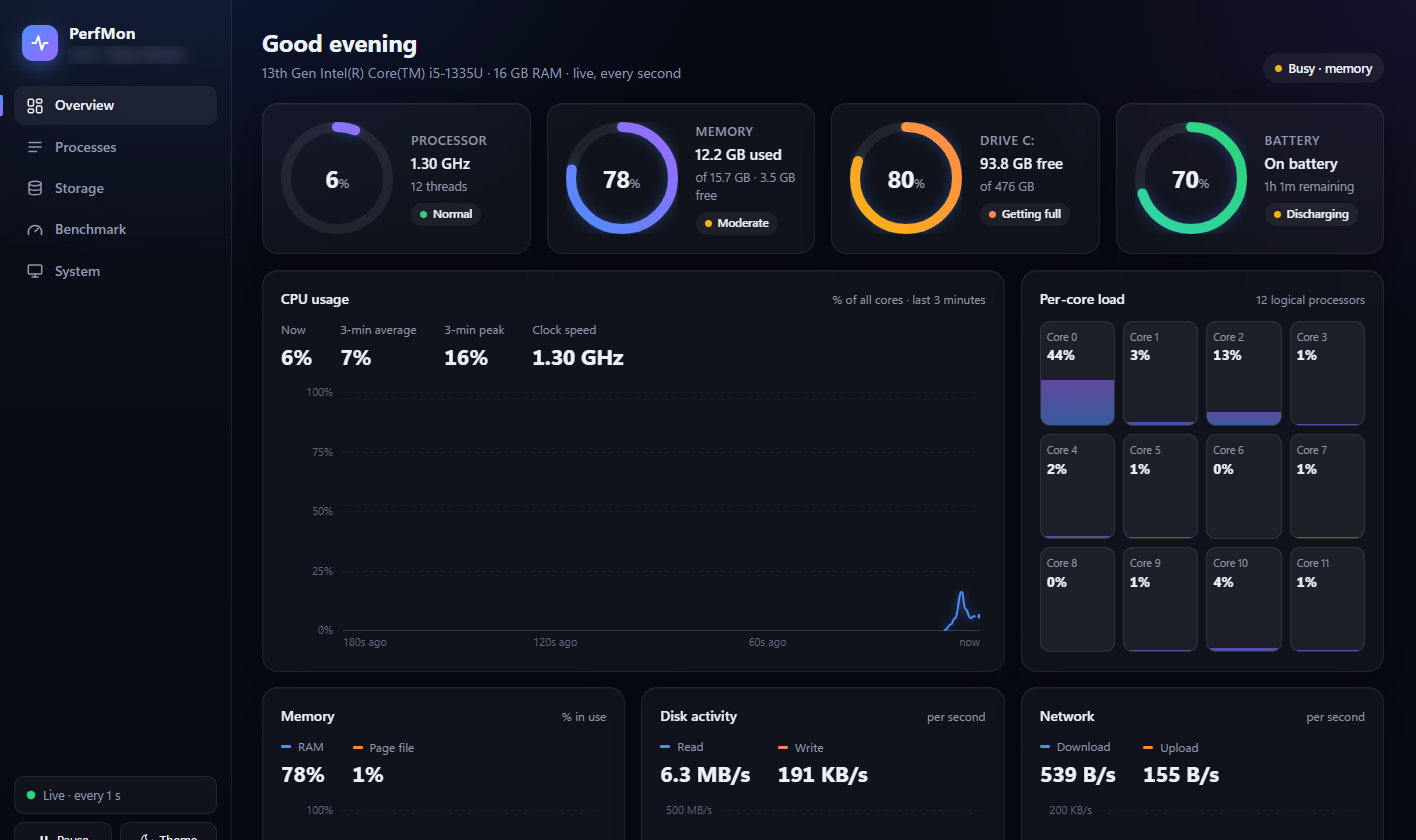 PerfMon
Overview
Processes
Storage
Benchmark
System
Live · every 1 s
Pause
Theme
Good evening
13th Gen Intel(R) Core(TM) i5-1335U · 16 GB RAM · live, every second
Busy · memory
6%
PROCESSOR
1.30 GHz
12 threads
Normal
78%
MEMORY
12.2 GB used
of 15.7 GB · 3.5 GB
free
Moderate
80%
DRIVE C:
93.8 GB free
of 476 GB
Getting full
70%
BATTERY
On battery
1h 1m remaining
Discharging
CPU usage
% of all cores · last 3 minutes
Now
3-min average
3-min peak
Clock speed
6%
7%
16%
1.30 GHz
100%
75%
50%
25%
0%
180s ago
120s ago
60s ago
now
Per-core load
12 logical processors
Core 0
44%
Core 1
3%
Core 2
13%
Core 3
1%
Core 4
2%
Core 5
1%
Core 6
0%
Core 7
1%
Core 8
0%
Core 9
1%
Core 10
4%
Core 11
1%
Memory
% in use
RAM
Page file
78%
1%
100%
Disk activity
per second
Read
Write
6.3 MB/s
191 KB/s
500 MB/s
Network
per second
Download
Upload
539 B/s
155 B/s
200 KB/s